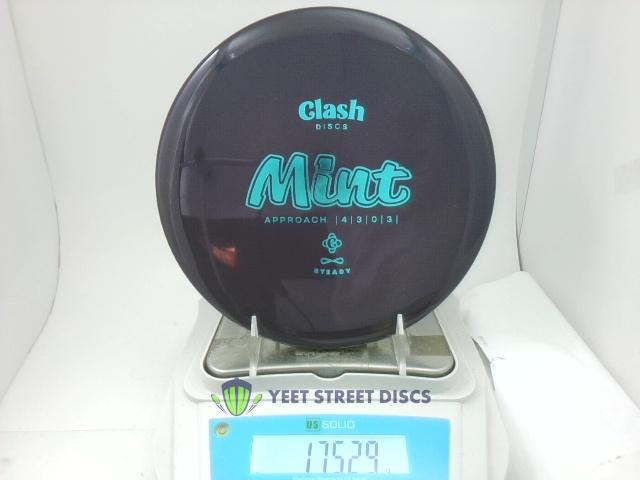 Clash
DISCS
Mint
APPROACH |4|3|0|3|
STEADY
YEET STREET DISCS
US SOLID
175.29 g